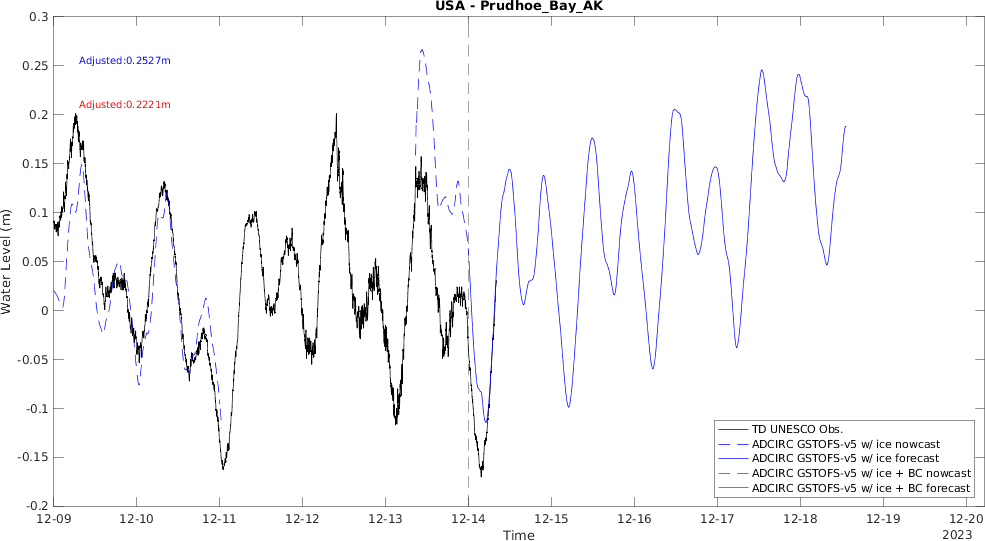 USA - Prudhoe_Bay_AK
Adjusted:0.2527m
Adjusted:0.2221m
0.3
0.25
0.2
0.15
0.1
0.05
0
-0.05
-0.1
-0.15
-0.2
Water Level (m)
TD UNESCO Obs.
ADCIRC GSTOFS-v5 w/ ice nowcast
ADCIRC GSTOFS-v5 w/ ice forecast
ADCIRC GSTOFS-v5 w/ ice + BC nowcast
ADCIRC GSTOFS-v5 w/ ice + BC forecast
12-09 12-10 12-11 12-12 12-13 12-14 12-15 12-16 12-17 12-18 12-19 12-20
Time
2023